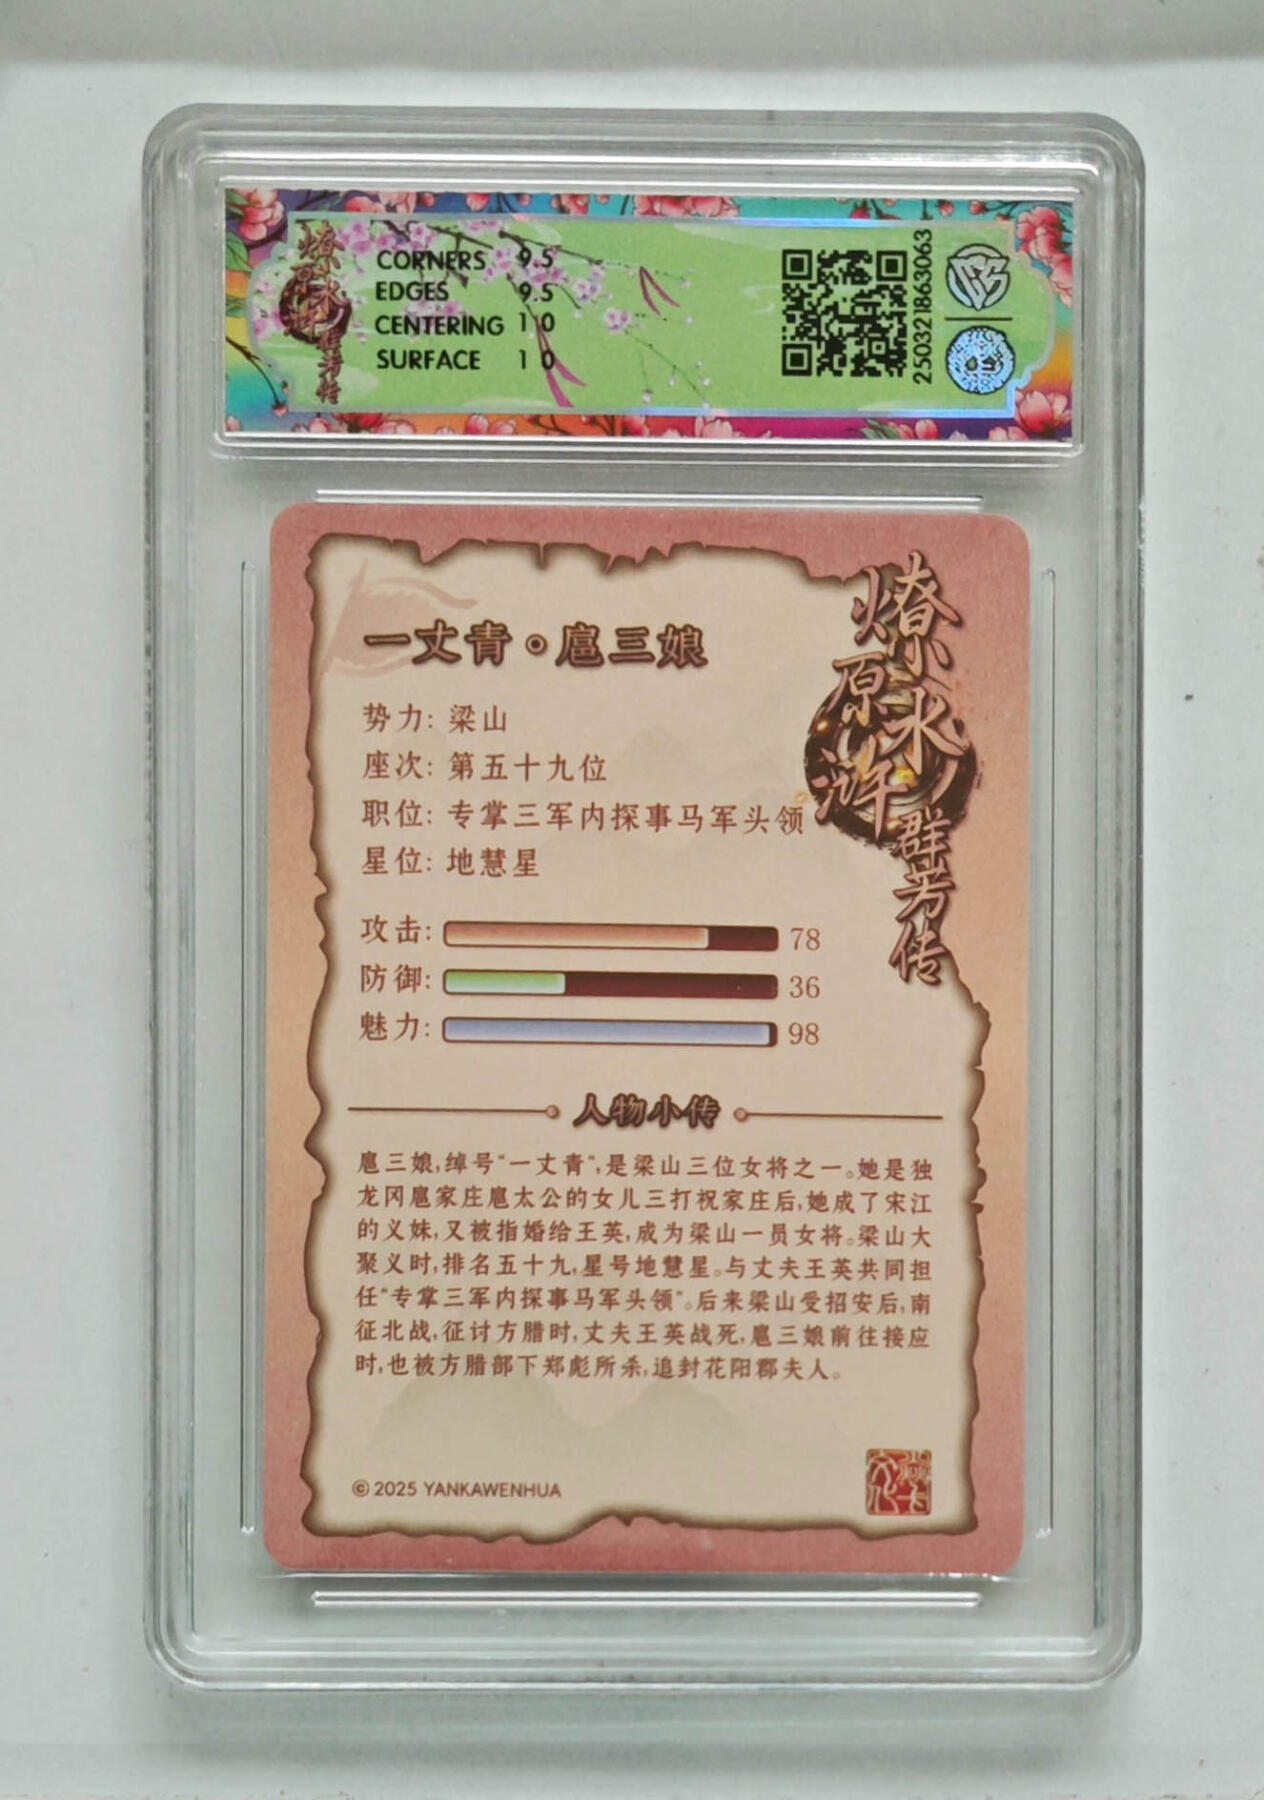 燎原水浒群芳传
CORNERS 9.5
EDGES 9.5
CENTERING 10
SURFACE 10
250321863063
燎原水浒
群芳传
一丈青·扈三娘
势力: 梁山
座次: 第五十九位
职位: 专掌三军内探事马军头领
星位: 地慧星
攻击: 78
防御: 36
魅力: 98
人物小传
扈三娘,绰号“一丈青”,是梁山三位女将之一。她是独
龙冈扈家庄扈太公的女儿三打祝家庄后,她成了宋江
的义妹,又被指婚给王英,成为梁山一员女将。梁山大
聚义时,排名五十九,星号地慧星。与丈夫王英共同担
任“专掌三军内探事马军头领”。后来梁山受招安后,南
征北战,征讨方腊时,丈夫王英战死,扈三娘前往接应
时,也被方腊部下郑彪所杀,追封花阳郡夫人。
© 2025 YANKAWENHUA